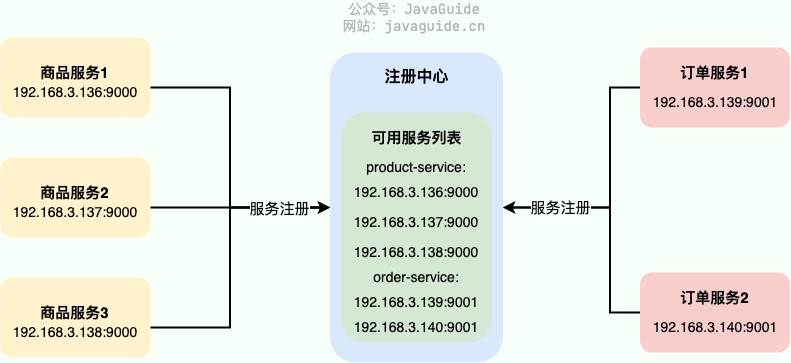 公众号：JavaGuide
网站：javaguide.cn
商品服务1
192.168.3.136:9000
商品服务2
192.168.3.137:9000
商品服务3
192.168.3.138:9000
服务注册
注册中心
可用服务列表
product-service:
192.168.3.136:9000
192.168.3.137:9000
192.168.3.138:9000
order-service:
192.168.3.139:9001
192.168.3.140:9001
服务注册
订单服务1
192.168.3.139:9001
订单服务2
192.168.3.140:9001